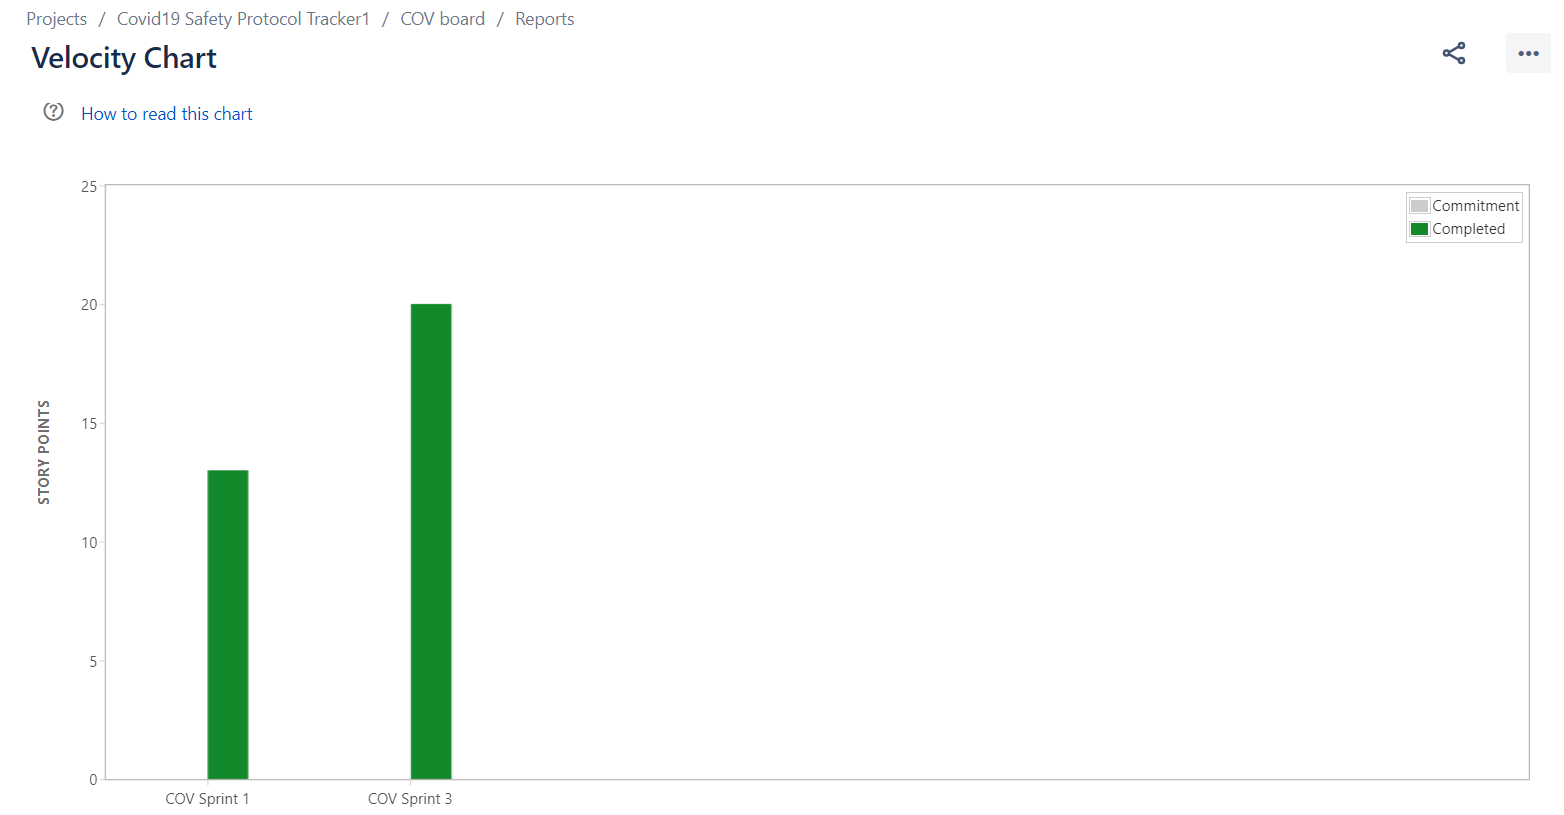 Projects / Covid19 Safety Protocol Tracker1 / COV board / Reports
Velocity Chart
How to read this chart
25
Commitment
Completed
20
15
STORY POINTS
10
5
0
COV Sprint 1
COV Sprint 3